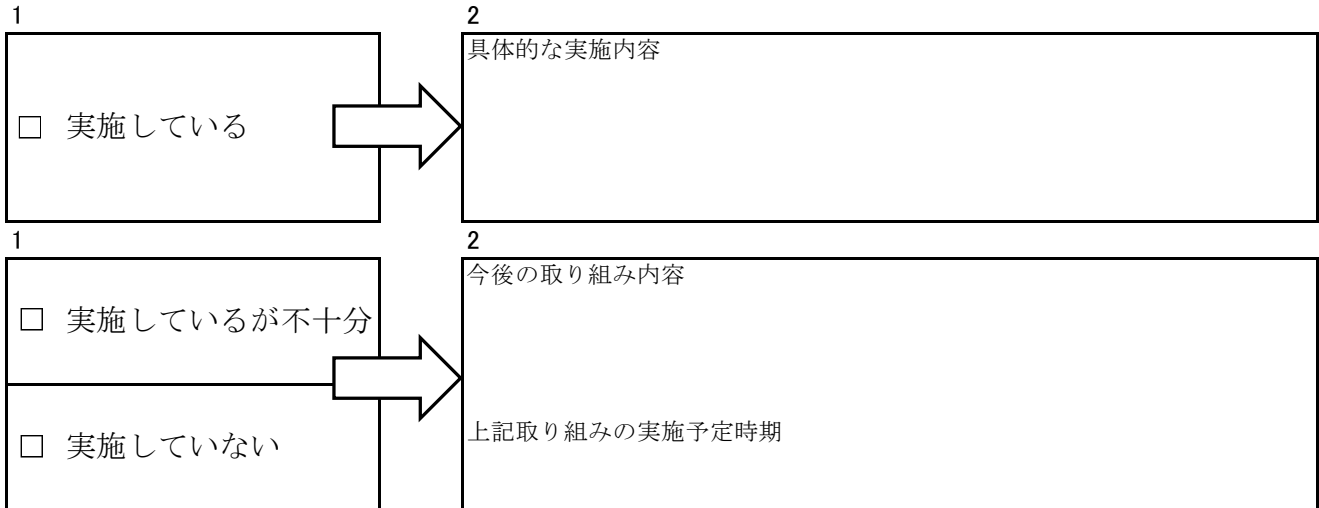 1
2
□ 実施している
具体的な実施内容
1
2
□ 実施しているが不十分
□ 実施していない
今後の取り組み内容
上記取り組みの実施予定時期